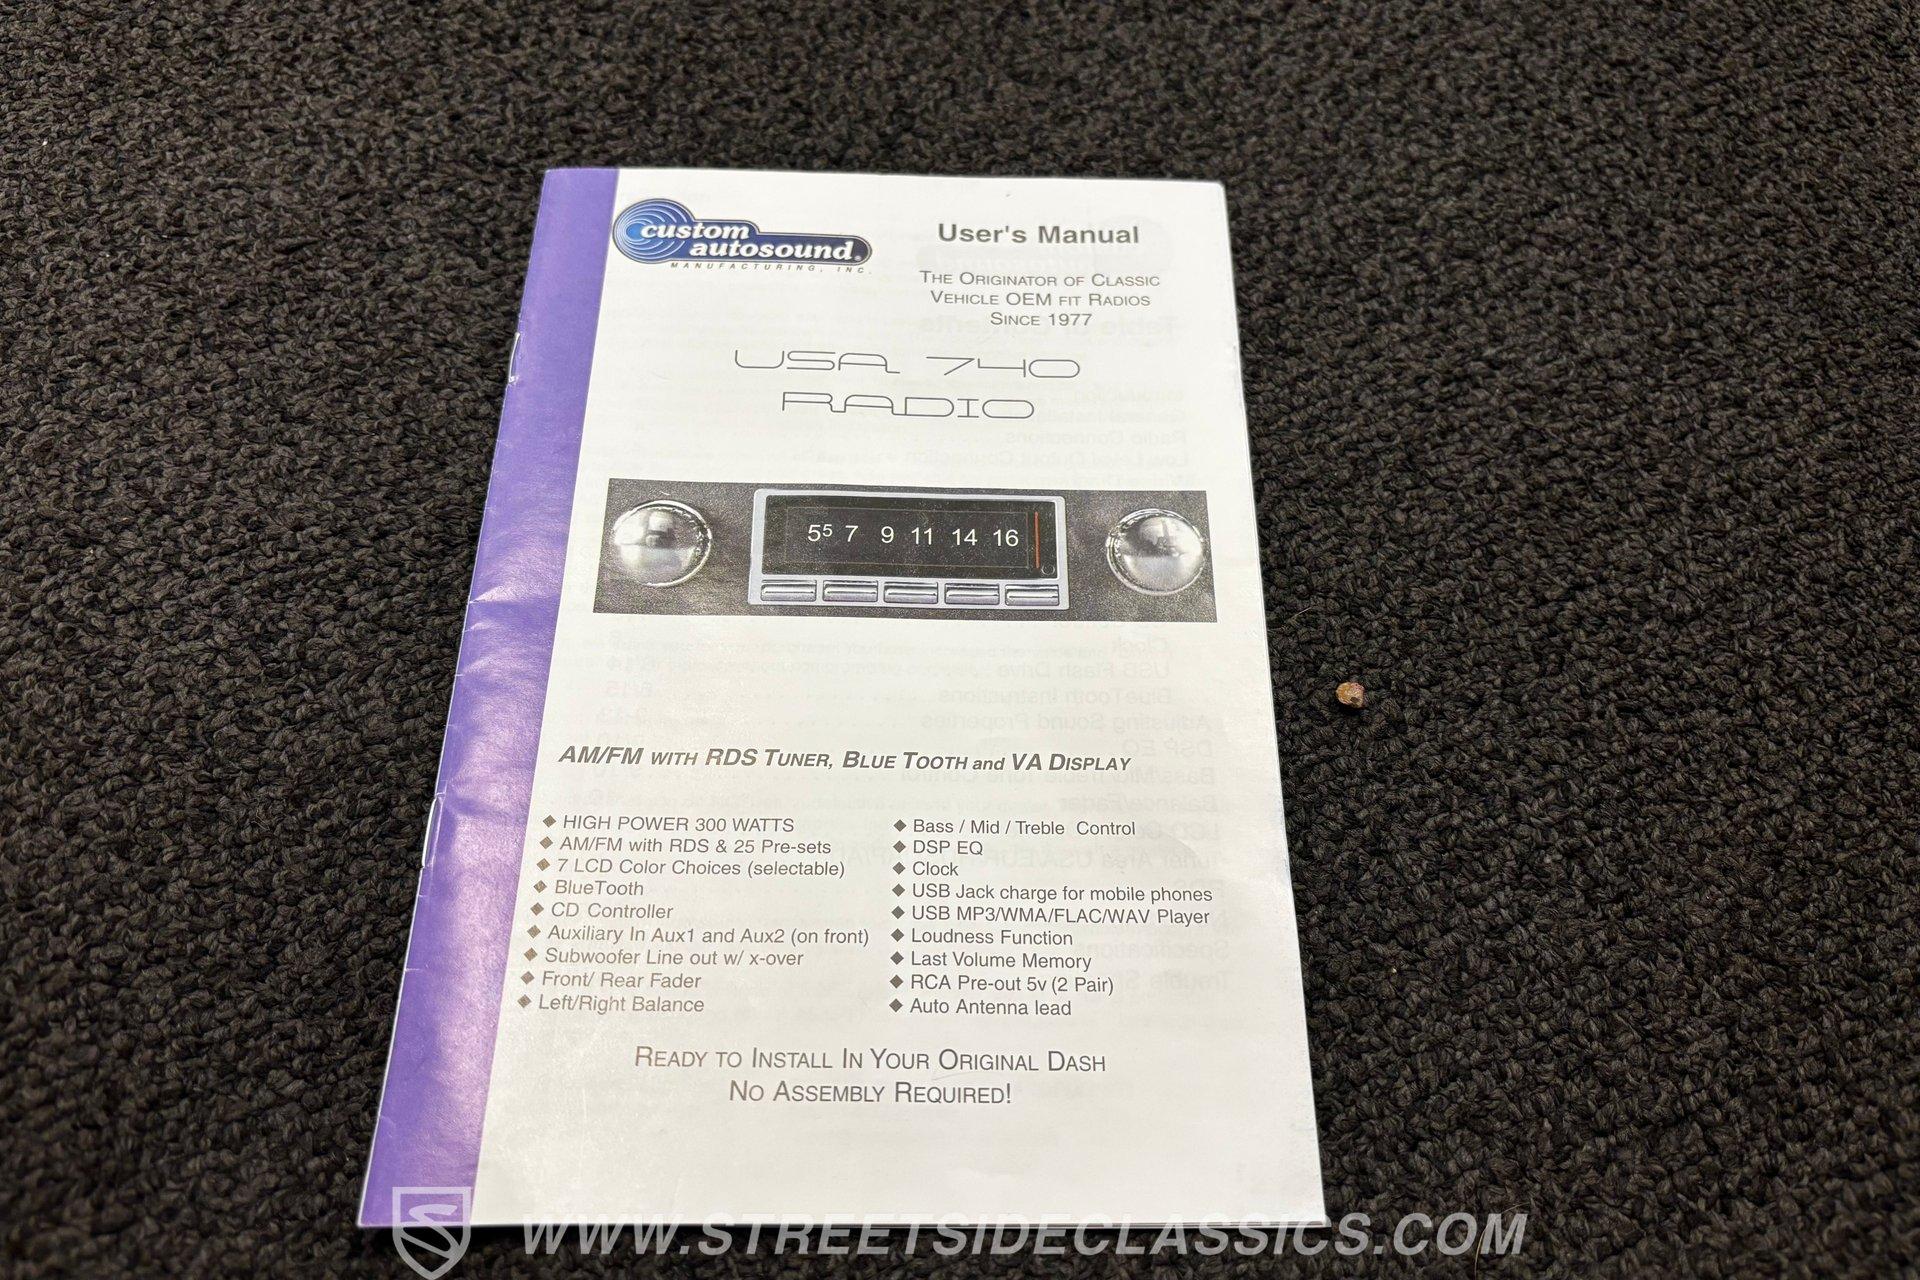 custom
autosound®
MANUFACTURING, INC.
User's Manual
THE ORIGINATOR OF CLASSIC
VEHICLE OEM FIT RADIOS
SINCE 1977
USA 740
RADIO
55 7 9 11 14 16
AM/FM WITH RDS TUNER, BLUE TOOTH and VA DISPLAY
◆ HIGH POWER 300 WATTS
◆ AM/FM with RDS & 25 Pre-sets
◆ 7 LCD Color Choices (selectable)
◆ BlueTooth
◆ CD Controller
◆ Auxiliary In Aux1 and Aux2 (on front)
◆ Subwoofer Line out w/ x-over
◆ Front/ Rear Fader
◆ Left/Right Balance
◆ Bass / Mid / Treble Control
◆ DSP EQ
◆ Clock
◆ USB Jack charge for mobile phones
◆ USB MP3/WMA/FLAC/WAV Player
◆ Loudness Function
◆ Last Volume Memory
◆ RCA Pre-out 5v (2 Pair)
◆ Auto Antenna lead
READY TO INSTALL IN YOUR ORIGINAL DASH
NO ASSEMBLY REQUIRED!
WWW.STREETSIDECLASSICS.COM